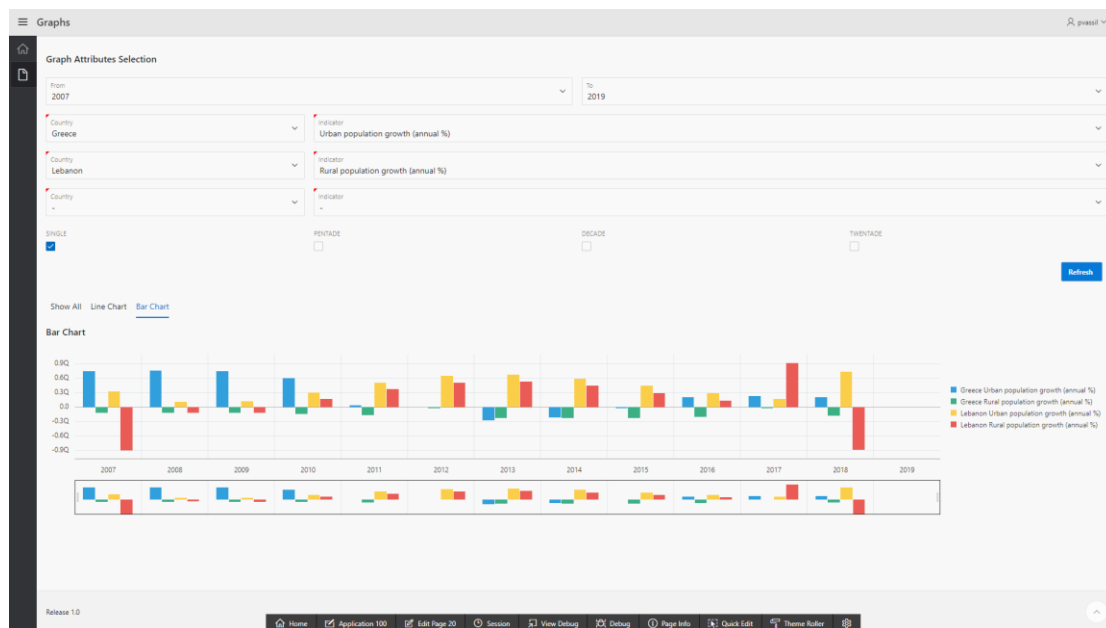 Graphs
pvassil
Graph Attributes Selection
From
2007
To
2019
Country
Greece
Indicator
Urban population growth (annual %)
Country
Lebanon
Indicator
Rural population growth (annual %)
Country
-
Indicator
-
SINGLE PENTADE DECADE TWENTADE
Refresh
Show All Line Chart Bar Chart
Bar Chart
0.9Q
0.6Q
0.3Q
0.0
-0.3Q
-0.6Q
-0.9Q
2007 2008 2009 2010 2011 2012 2013 2014 2015 2016 2017 2018 2019
Greece Urban population growth (annual %)
Greece Rural population growth (annual %)
Lebanon Urban population growth (annual %)
Lebanon Rural population growth (annual %)
Release 1.0
Home Application 100 Edit Page 20 Session View Debug Debug Page Info Quick Edit Theme Roller